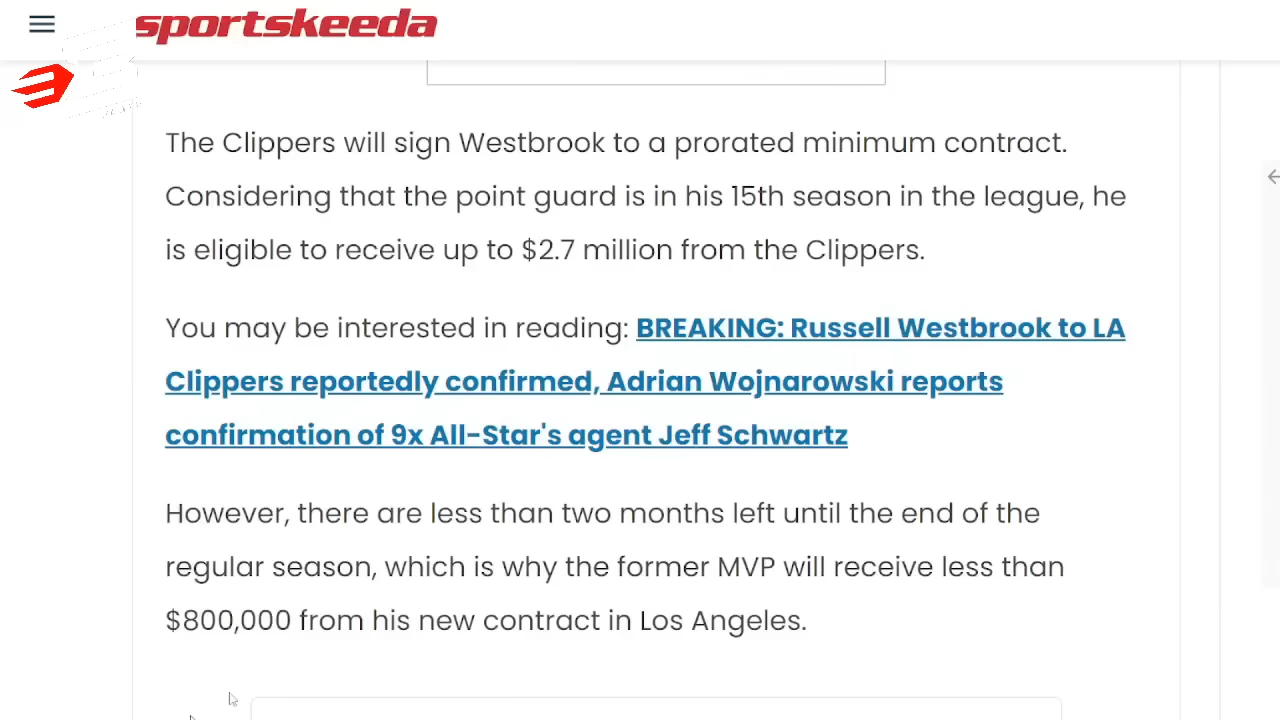 sportskeeda
The Clippers will sign Westbrook to a prorated minimum contract.
Considering that the point guard is in his 15th season in the league, he
is eligible to receive up to $2.7 million from the Clippers.
You may be interested in reading: BREAKING: Russell Westbrook to LA
Clippers reportedly confirmed, Adrian Wojnarowski reports
confirmation of 9x All-Star's agent Jeff Schwartz
However, there are less than two months left until the end of the
regular season, which is why the former MVP will receive less than
$800,000 from his new contract in Los Angeles.